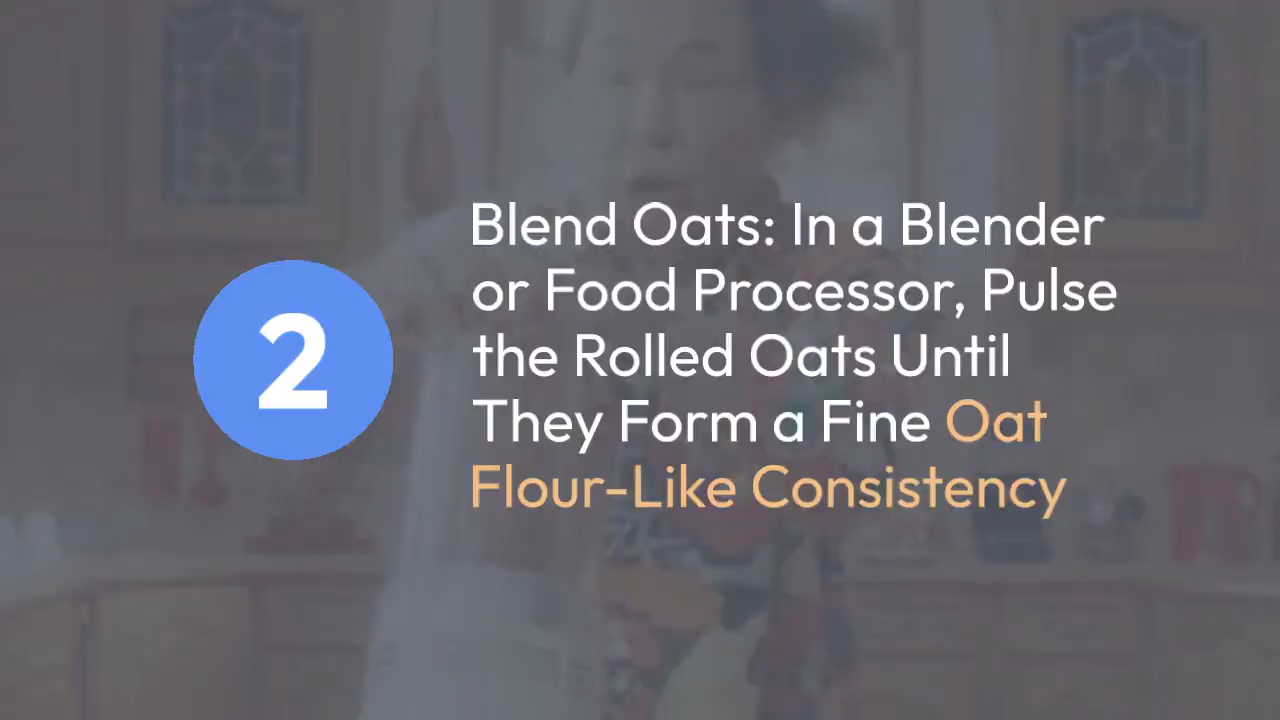 2
Blend Oats: In a Blender
or Food Processor, Pulse
the Rolled Oats Until
They Form a Fine Oat
Flour-Like Consistency